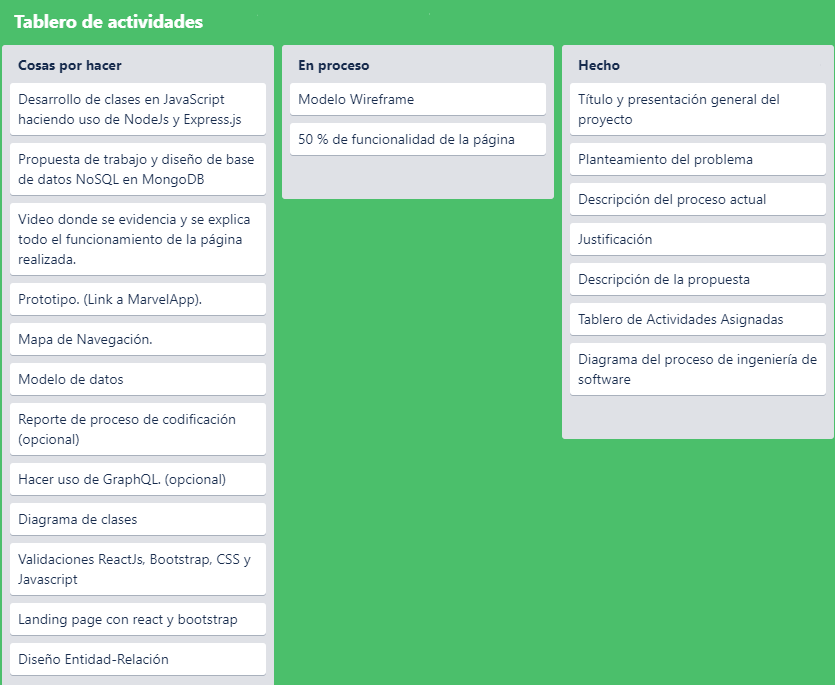 Tablero de actividades
Cosas por hacer
Desarrollo de clases en JavaScript
haciendo uso de NodeJs y Express.js
Propuesta de trabajo y diseño de base
de datos NoSQL en MongoDB
Video donde se evidencia y se explica
todo el funcionamiento de la página
realizada.
Prototipo. (Link a MarvelApp).
Mapa de Navegación.
Modelo de datos
Reporte de proceso de codificación
(opcional)
Hacer uso de GraphQL. (opcional)
Diagrama de clases
Validaciones ReactJs, Bootstrap, CSS y
Javascript
Landing page con react y bootstrap
Diseño Entidad-Relación
En proceso
Modelo Wireframe
50 % de funcionalidad de la página
Hecho
Título y presentación general del
proyecto
Planteamiento del problema
Descripción del proceso actual
Justificación
Descripción de la propuesta
Tablero de Actividades Asignadas
Diagrama del proceso de ingeniería de
software